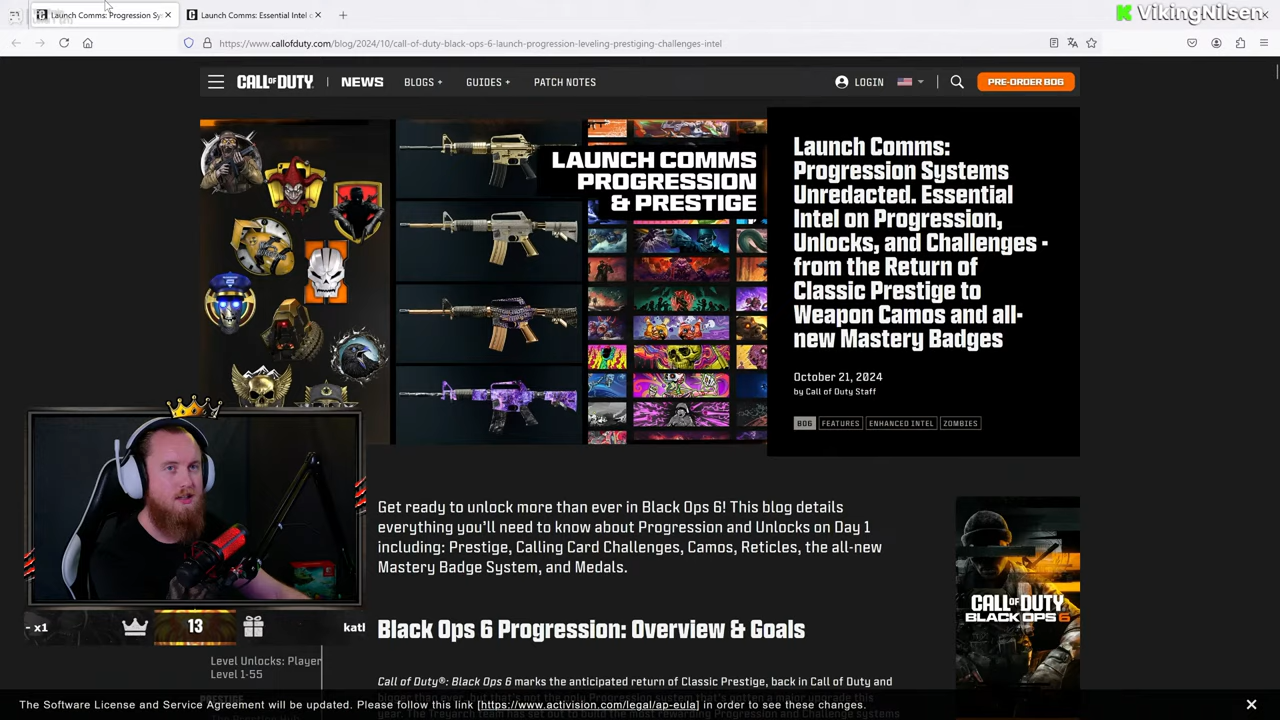 Launch Comms: Progression Sy
Launch Comms: Essential Intel o
VikingNilsen
https://www.callofduty.com/blog/2024/10/call-of-duty-black-ops-6-launch-progression-leveling-prestiging-challenges-intel
CALL OF DUTY NEWS BLOGS + GUIDES + PATCH NOTES LOGIN PRE-ORDER BO6
LAUNCH COMMS
PROGRESSION
& PRESTIGE
Launch Comms:
Progression Systems
Unredacted. Essential
Intel on Progression,
Unlocks, and Challenges -
from the Return of
Classic Prestige to
Weapon Camos and all-
new Mastery Badges
October 21, 2024
by Call of Duty Staff
BO6 FEATURES ENHANCED INTEL ZOMBIES
Get ready to unlock more than ever in Black Ops 6! This blog details
everything you'll need to know about Progression and Unlocks on Day 1
including: Prestige, Calling Card Challenges, Camos, Reticles, the all-new
Mastery Badge System, and Medals.
CALL OF DUTY
BLACK OPS 6
- x1 13 katl
Black Ops 6 Progression: Overview & Goals
Level Unlocks: Player
Level 1-55
Call of Duty®: Black Ops 6 marks the anticipated return of Classic Prestige, back in Call of Duty and
The Software License and Service Agreement will be updated. Please follow this link [https://www.activision.com/legal/ap-eula] in order to see these changes.